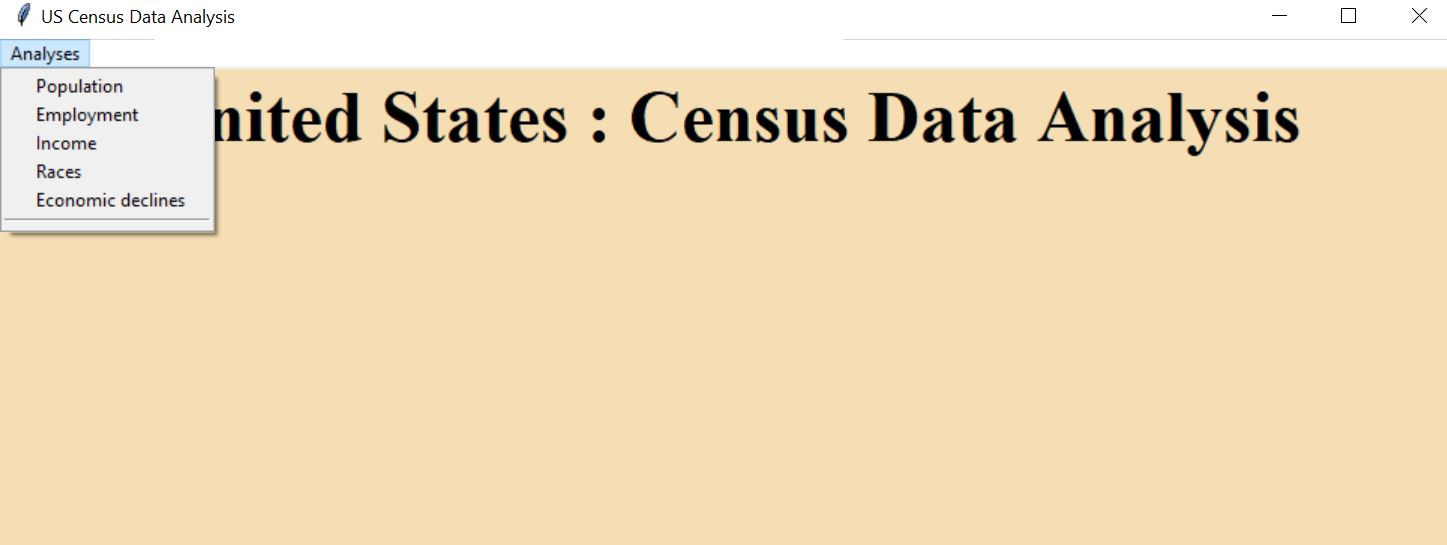 US Census Data Analysis
Analyses
nited States : Census Data Analysis
Population
Employment
Income
Races
Economic declines